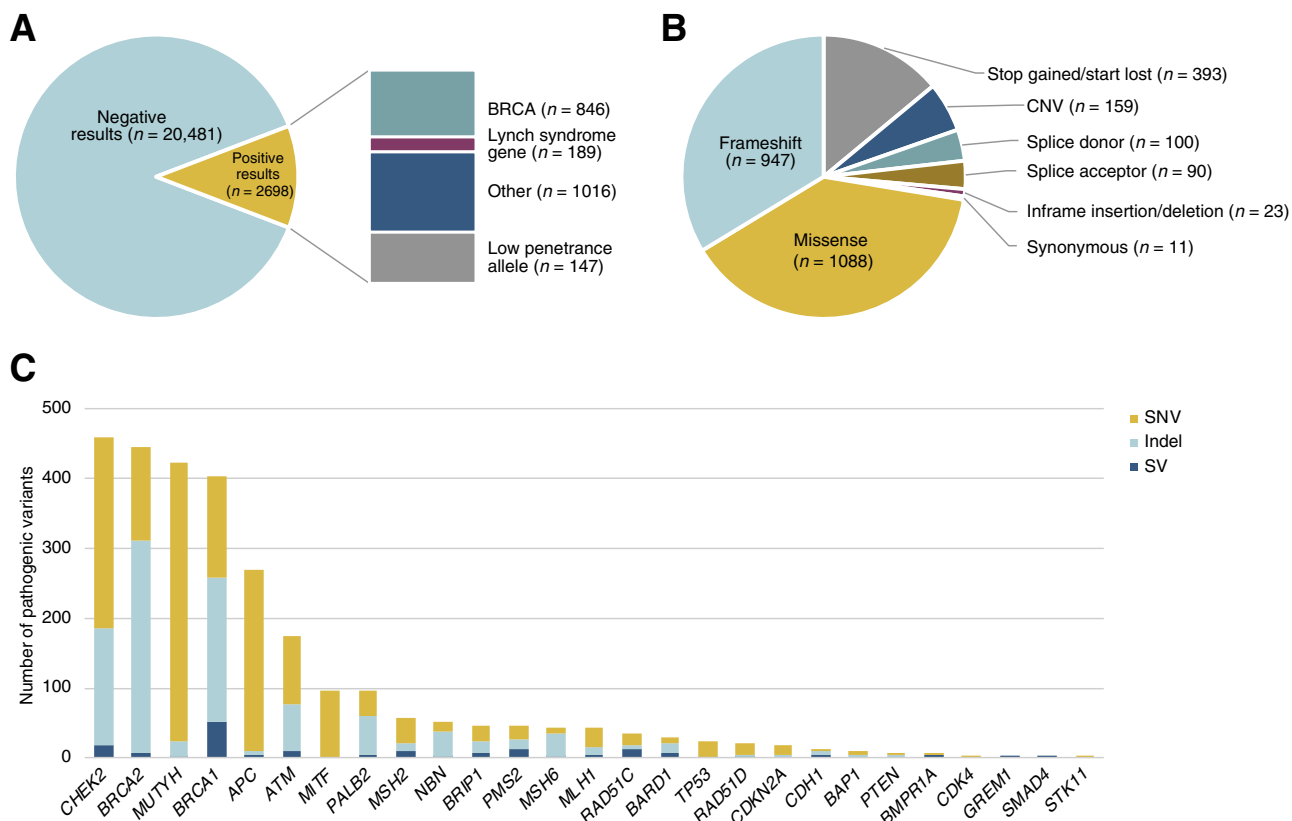 A
Negative
results (n = 20,481)
Positive
results
(n = 2698)
BRCA (n = 846)
Lynch syndrome
gene (n = 189)
Other (n = 1016)
Low penetrance
allele (n = 147)
B
Frameshift
(n = 947)
Missense
(n = 1088)
Stop gained/start lost (n = 393)
CNV (n = 159)
Splice donor (n = 100)
Splice acceptor (n = 90)
Inframe insertion/deletion (n = 23)
Synonymous (n = 11)
C
Number of pathogenic variants
500
400
300
200
100
0
CHEK2
BRCA2
MUTYH
BRCA1
APC
ATM
MITF
PALB2
MSH2
NBN
BRIP1
PMS2
MSH6
MLH1
RAD51C
BARD1
TP53
RAD51D
CDKN2A
CDH1
BAP1
PTEN
BMPR1A
CDK4
GREM1
SMAD4
STK11
SNV
Indel
SV